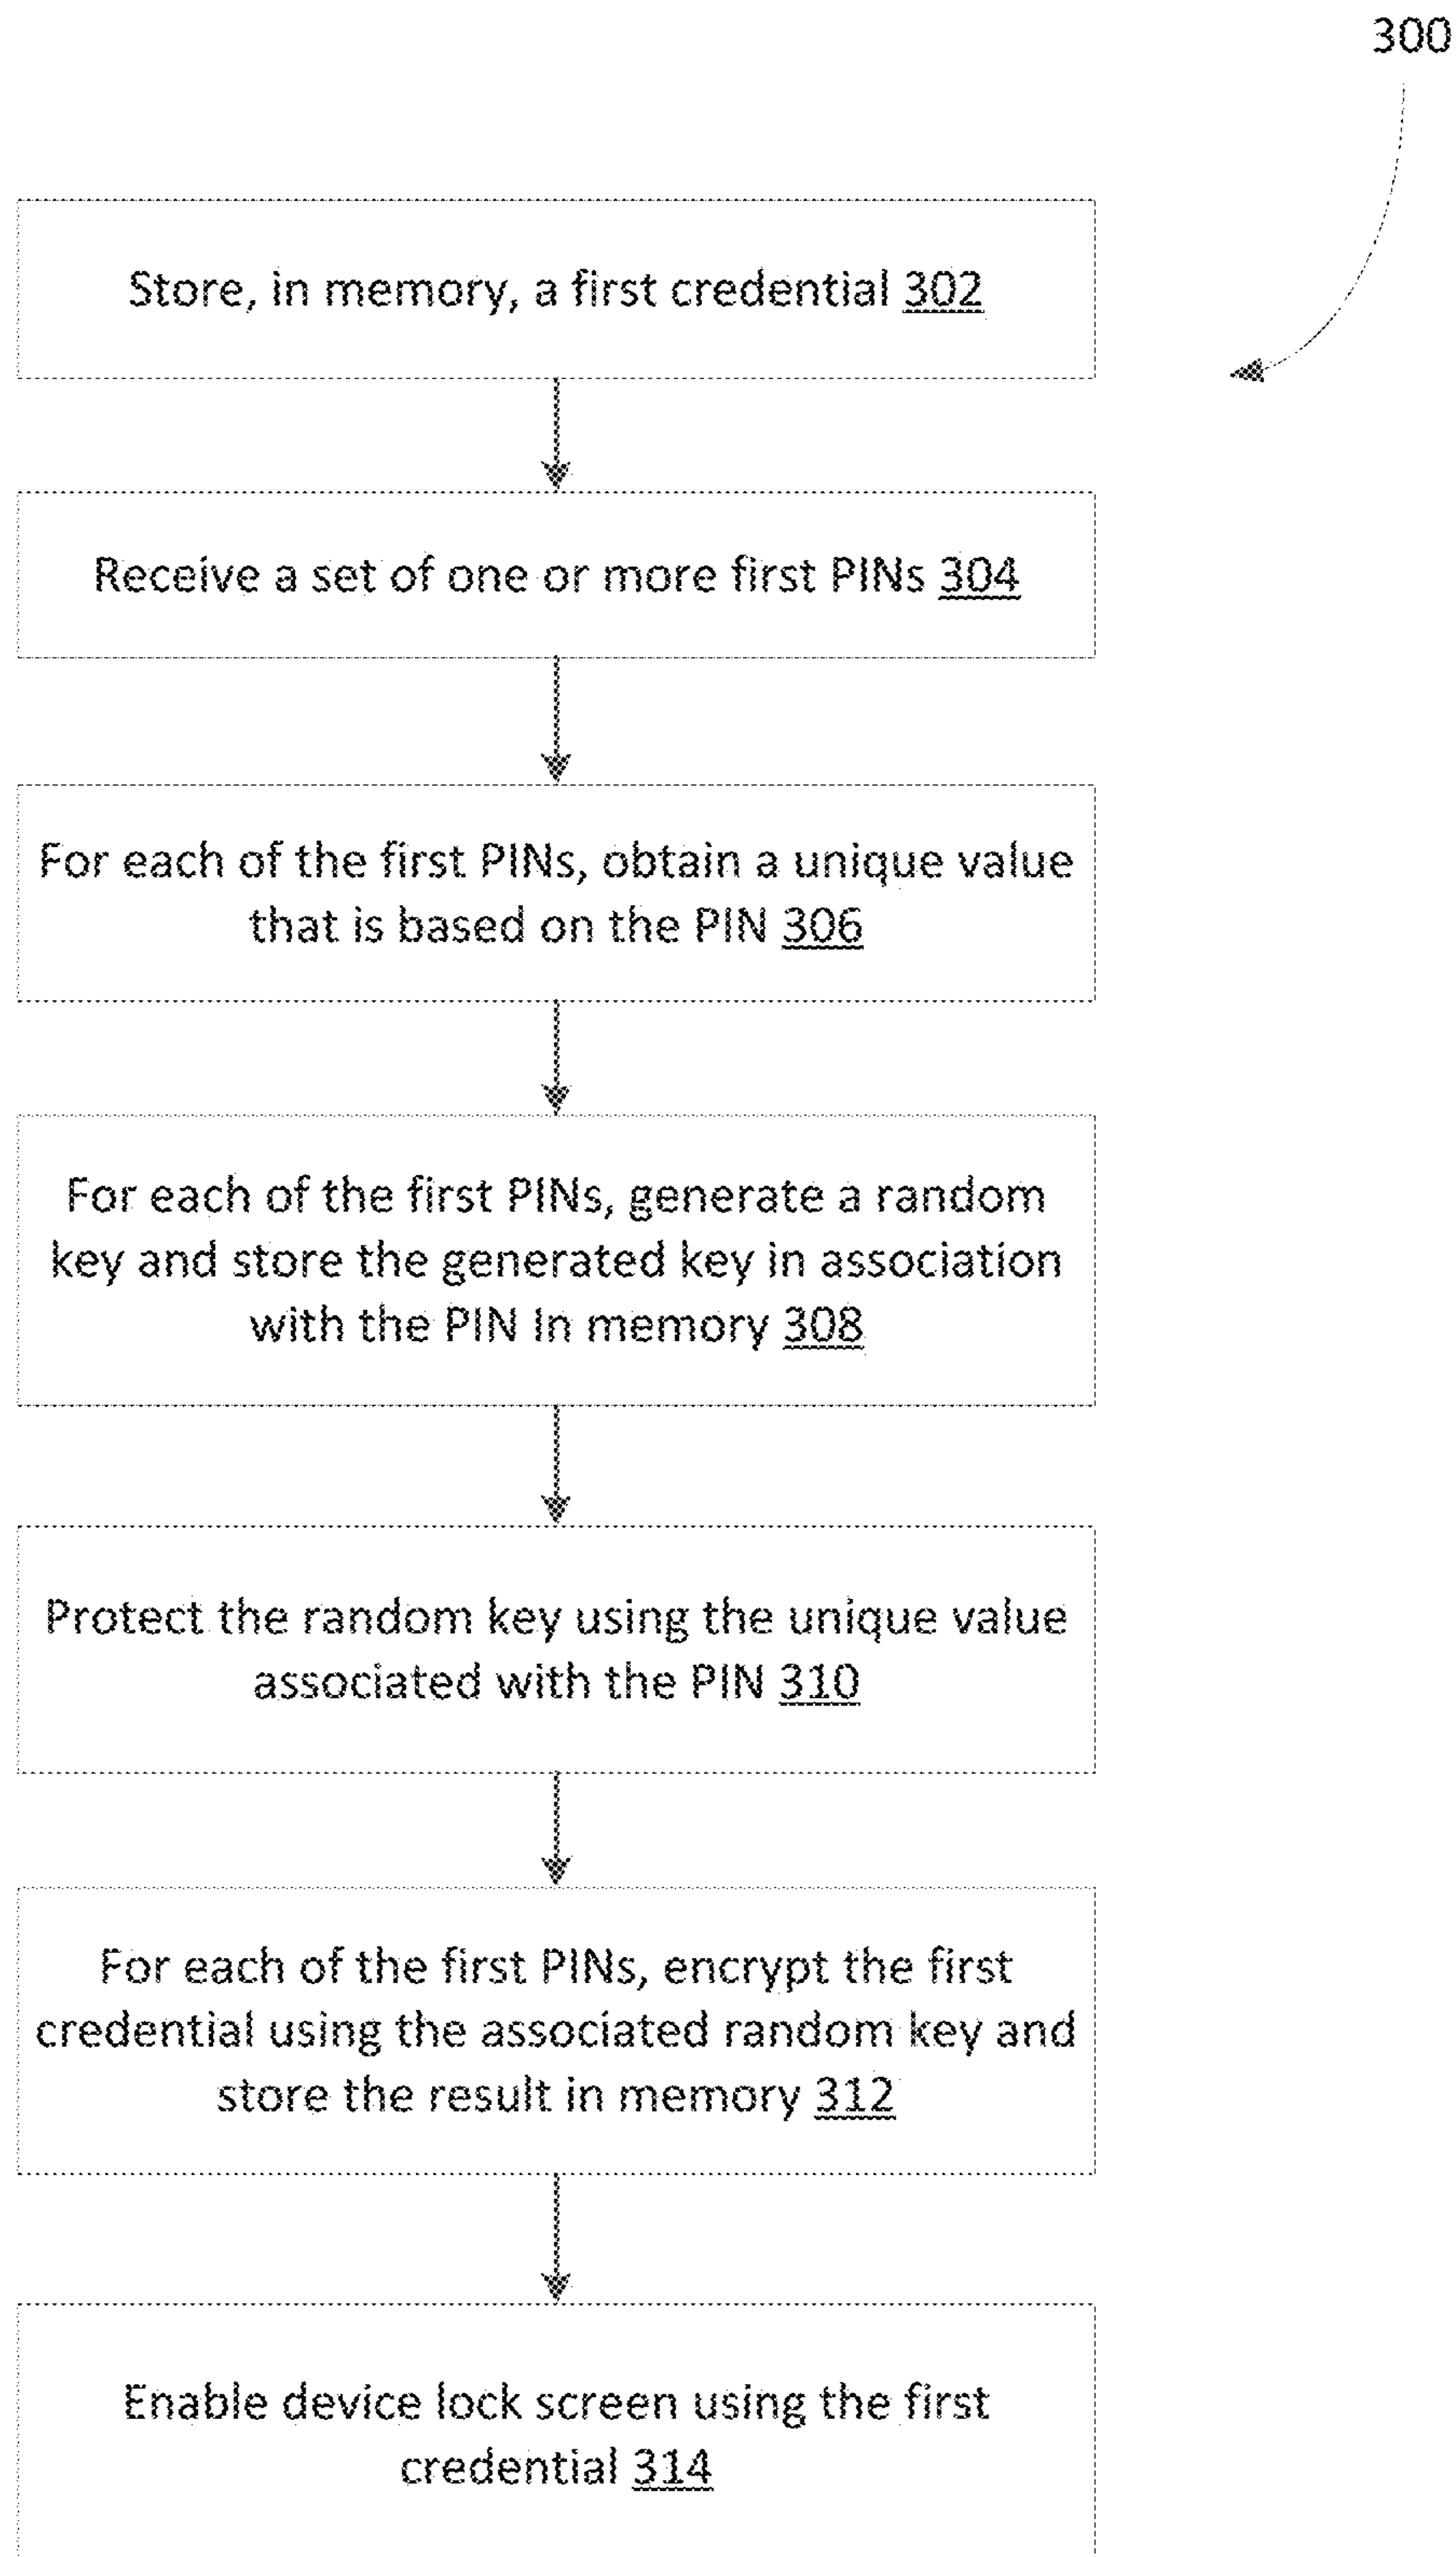 300
Store, in memory, a first credential 302
Receive a set of one or more first PINs 304
For each of the first PINs, obtain a unique value
that is based on the PIN 306
For each of the first PINs, generate a random
key and store the generated key in association
with the PIN In memory 308
Protect the random key using the unique value
associated with the PIN 310
For each of the first PINs, encrypt the first
credential using the associated random key and
store the result in memory 312
Enable device lock screen using the first
credential 314